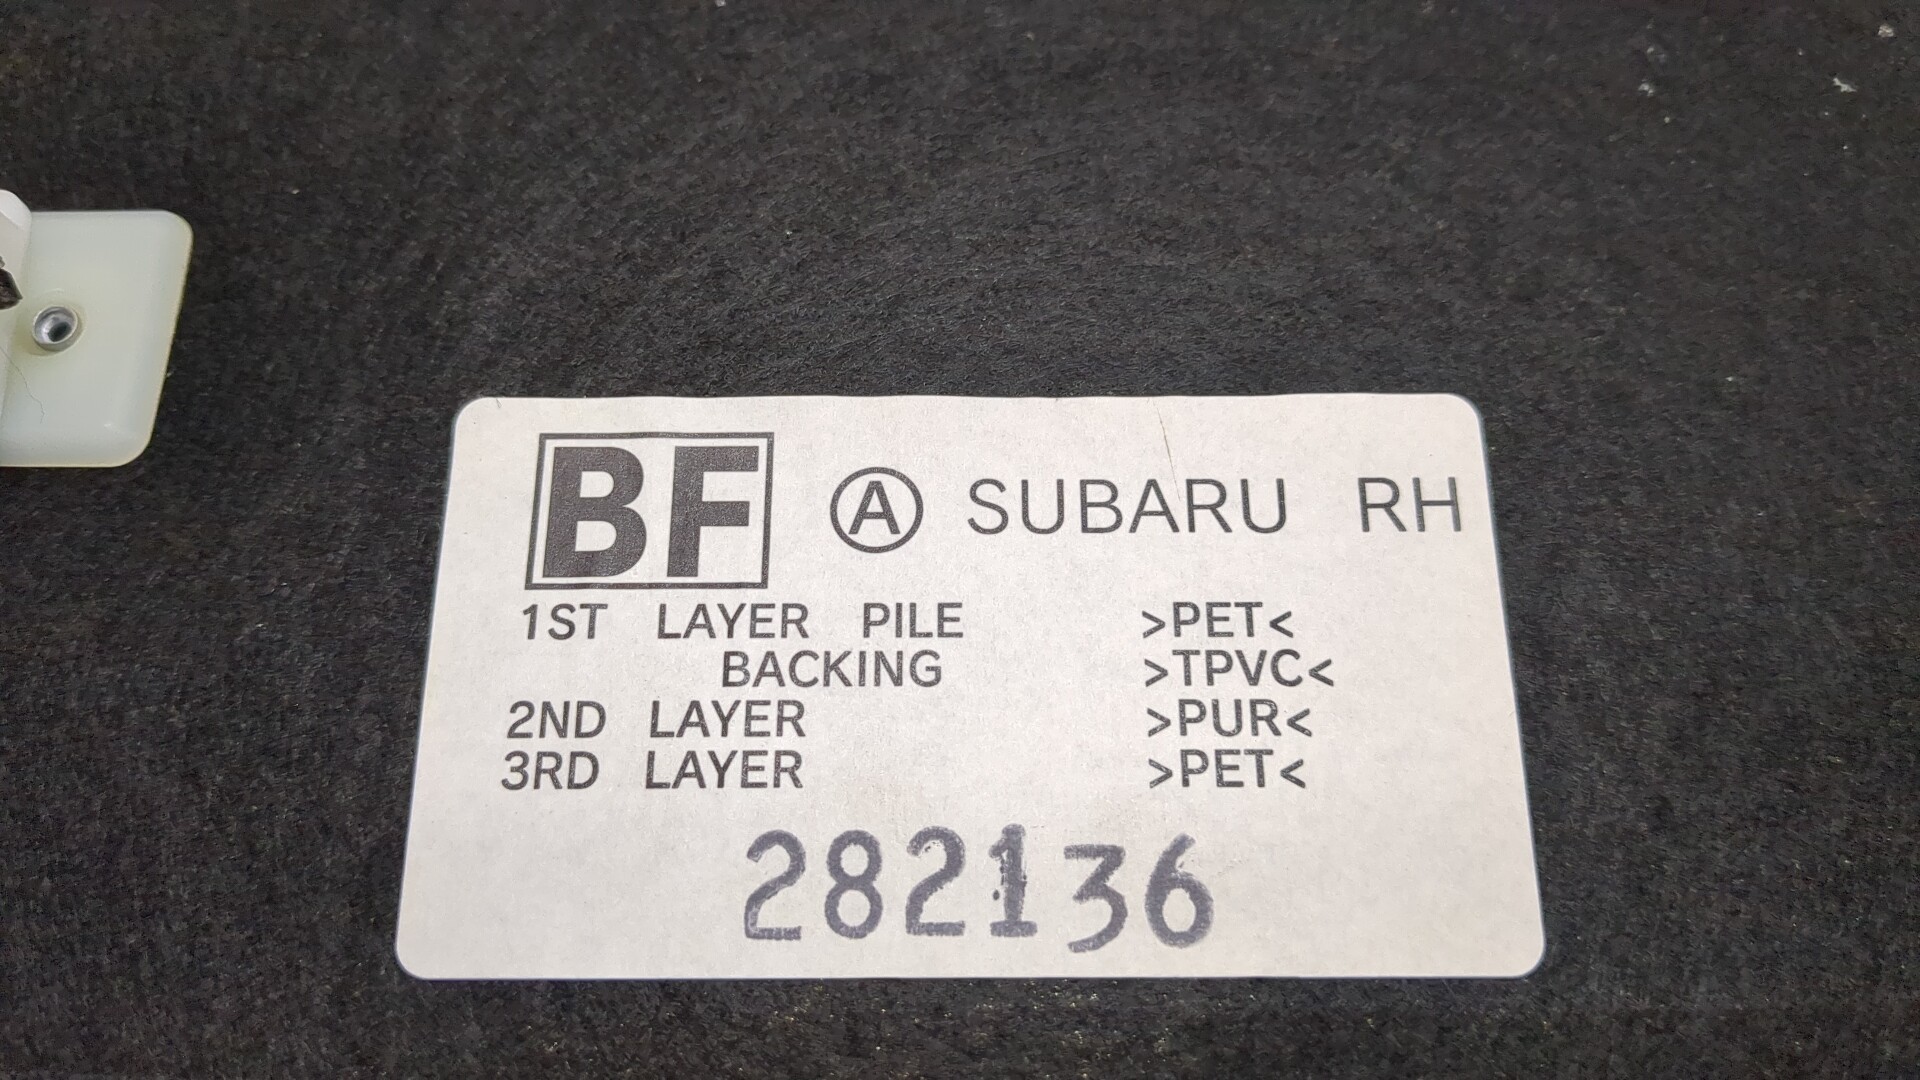 BF Ⓐ SUBARU RH
1ST LAYER PILE >PET<
BACKING >TPVC<
2ND LAYER >PUR<
3RD LAYER >PET<
282136